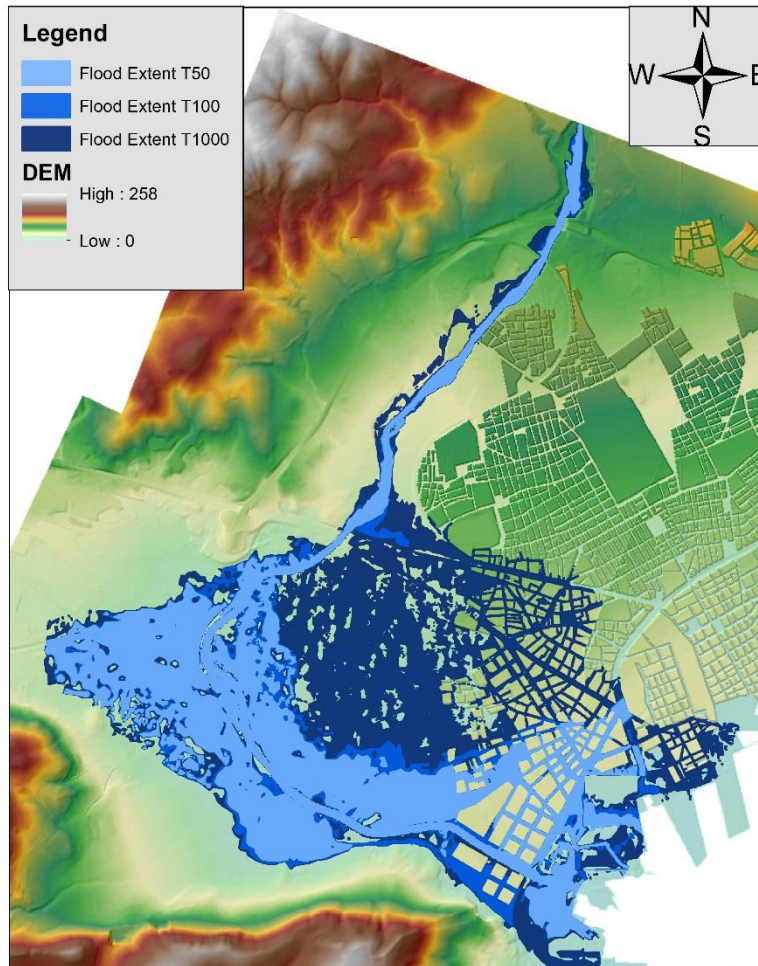 Legend
Flood Extent T50
Flood Extent T100
Flood Extent T1000
DEM
High : 258
Low : 0
N
W E
S